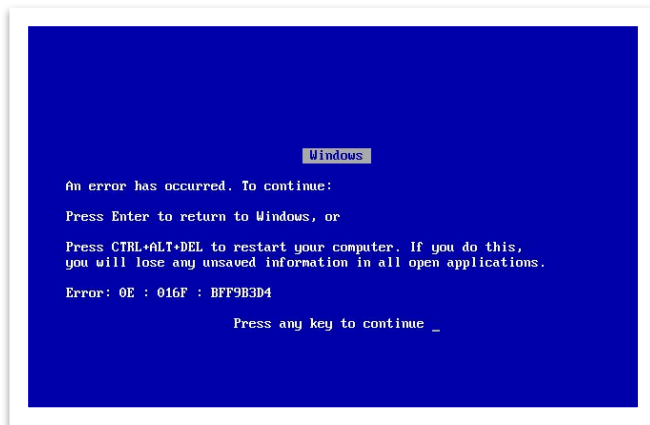 Windows
An error has occurred. To continue:
Press Enter to return to Windows, or
Press CTRL+ALT+DEL to restart your computer. If you do this,
you will lose any unsaved information in all open applications.
Error: 0E : 016F : BFF9B3D4
Press any key to continue _